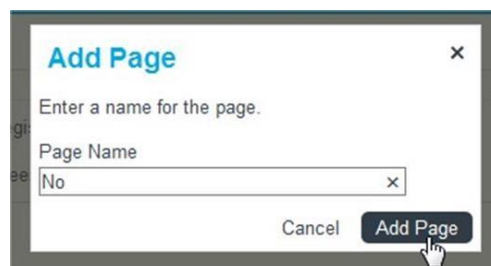 Add Page
Enter a name for the page.
Page Name
No
Cancel Add Page